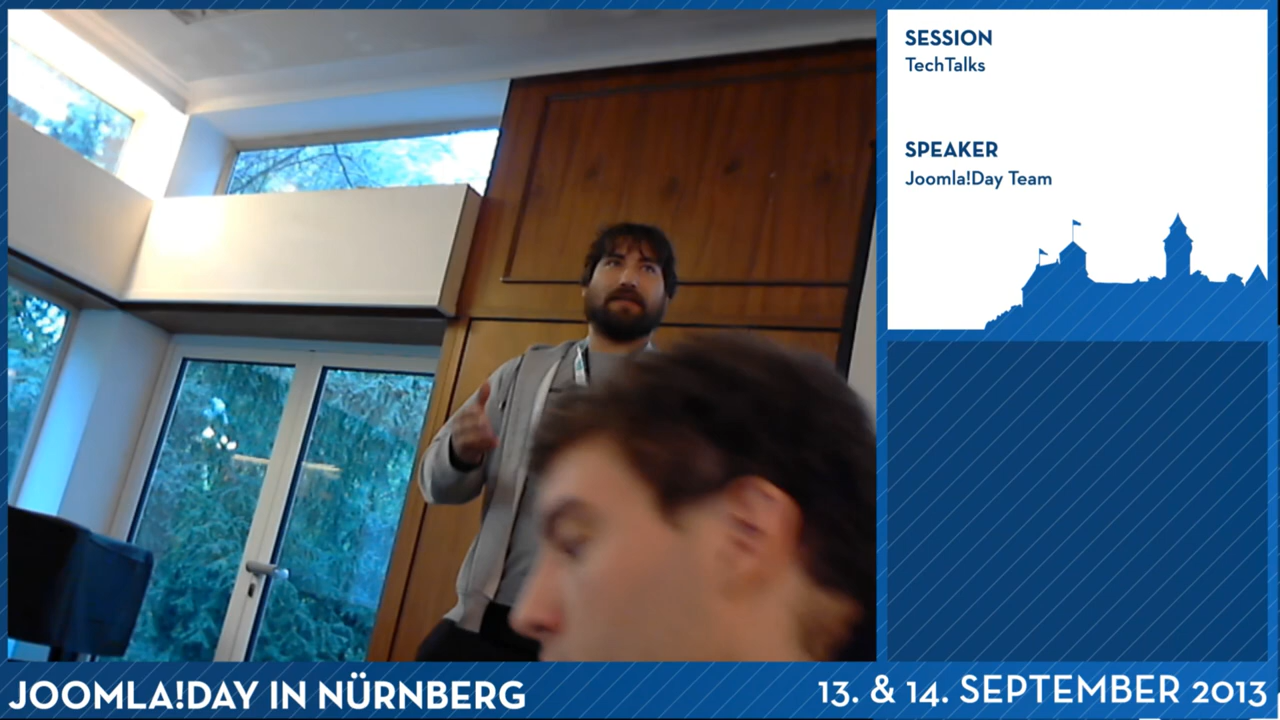 SESSION
TechTalks
SPEAKER
Joomla!Day Team
JOOMLA!DAY IN NÜRNBERG
13. & 14. SEPTEMBER 2013